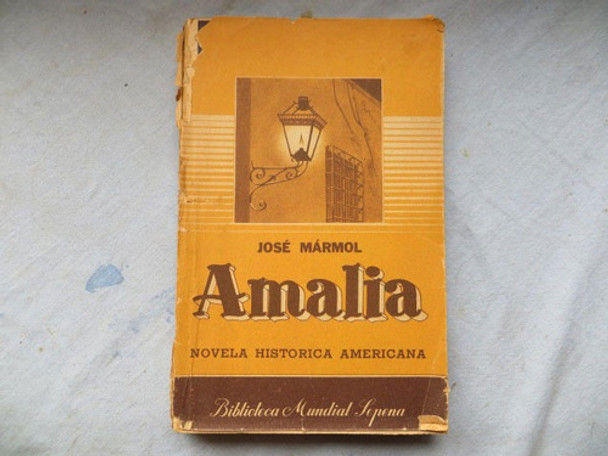 JOSÉ MÁRMOL
Amalia
NOVELA HISTORICA AMERICANA
Biblioteca Mundial Sopena